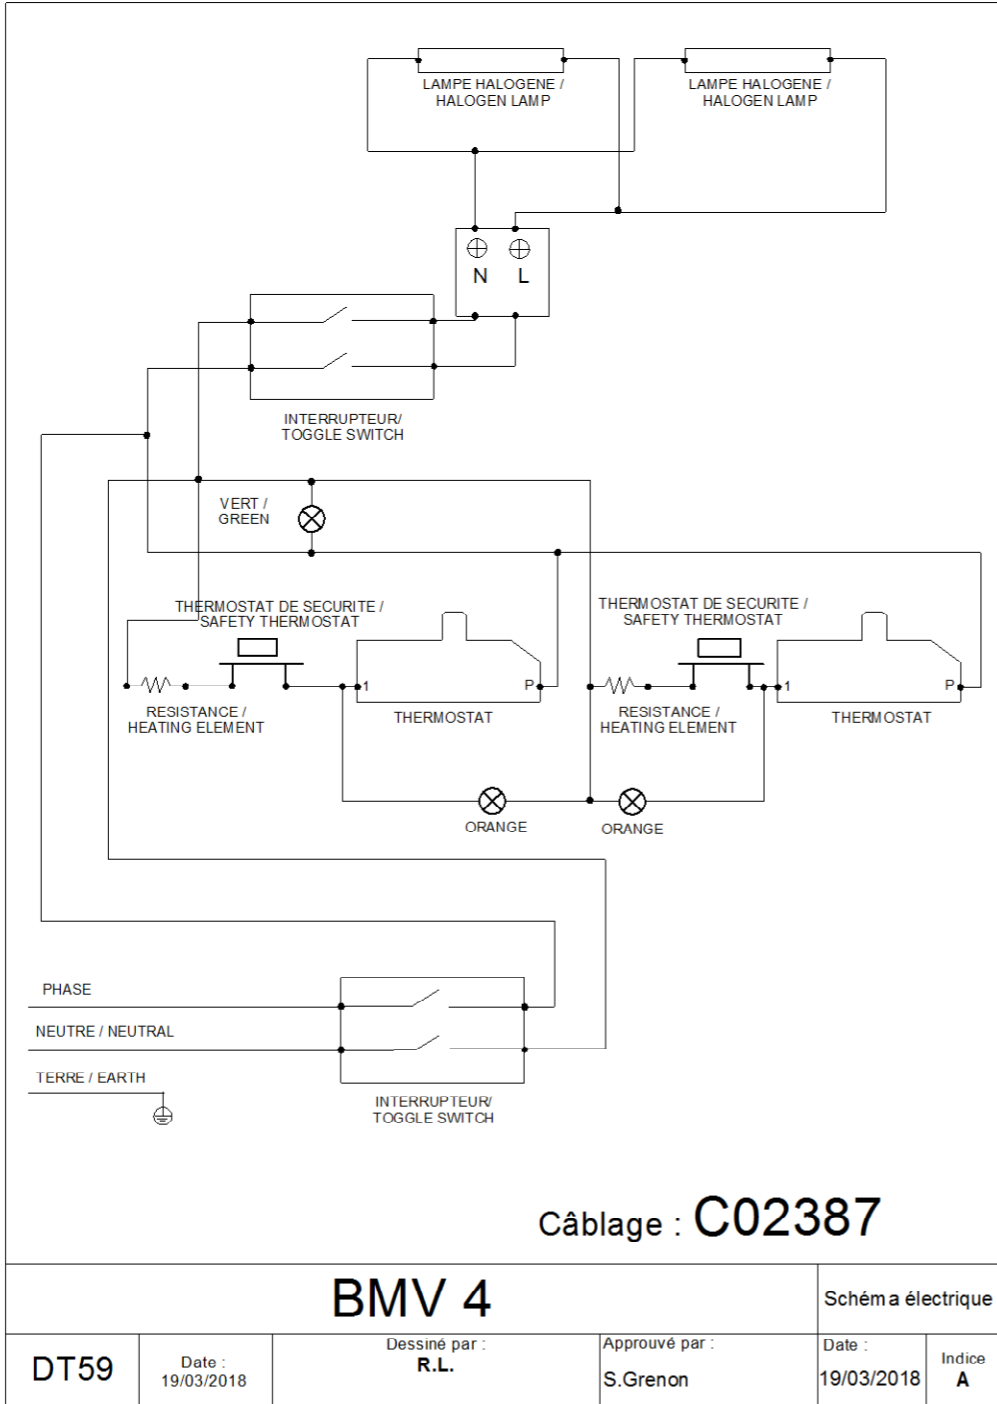 LAMPE HALOGENE /
HALOGEN LAMP
LAMPE HALOGENE /
HALOGEN LAMP
N L
INTERRUPTEUR/
TOGGLE SWITCH
VERT /
GREEN
THERMOSTAT DE SECURITE /
SAFETY THERMOSTAT
THERMOSTAT DE SECURITE /
SAFETY THERMOSTAT
1
P
1
P
RESISTANCE /
HEATING ELEMENT
THERMOSTAT
RESISTANCE /
HEATING ELEMENT
THERMOSTAT
ORANGE
ORANGE
PHASE
NEUTRE / NEUTRAL
TERRE / EARTH
INTERRUPTEUR/
TOGGLE SWITCH
Câblage : C02387
BMV 4
Schéma électrique
DT59
Date :
19/03/2018
Dessiné par :
R.L.
Approuvé par :
S.Grenon
Date :
19/03/2018
Indice
A